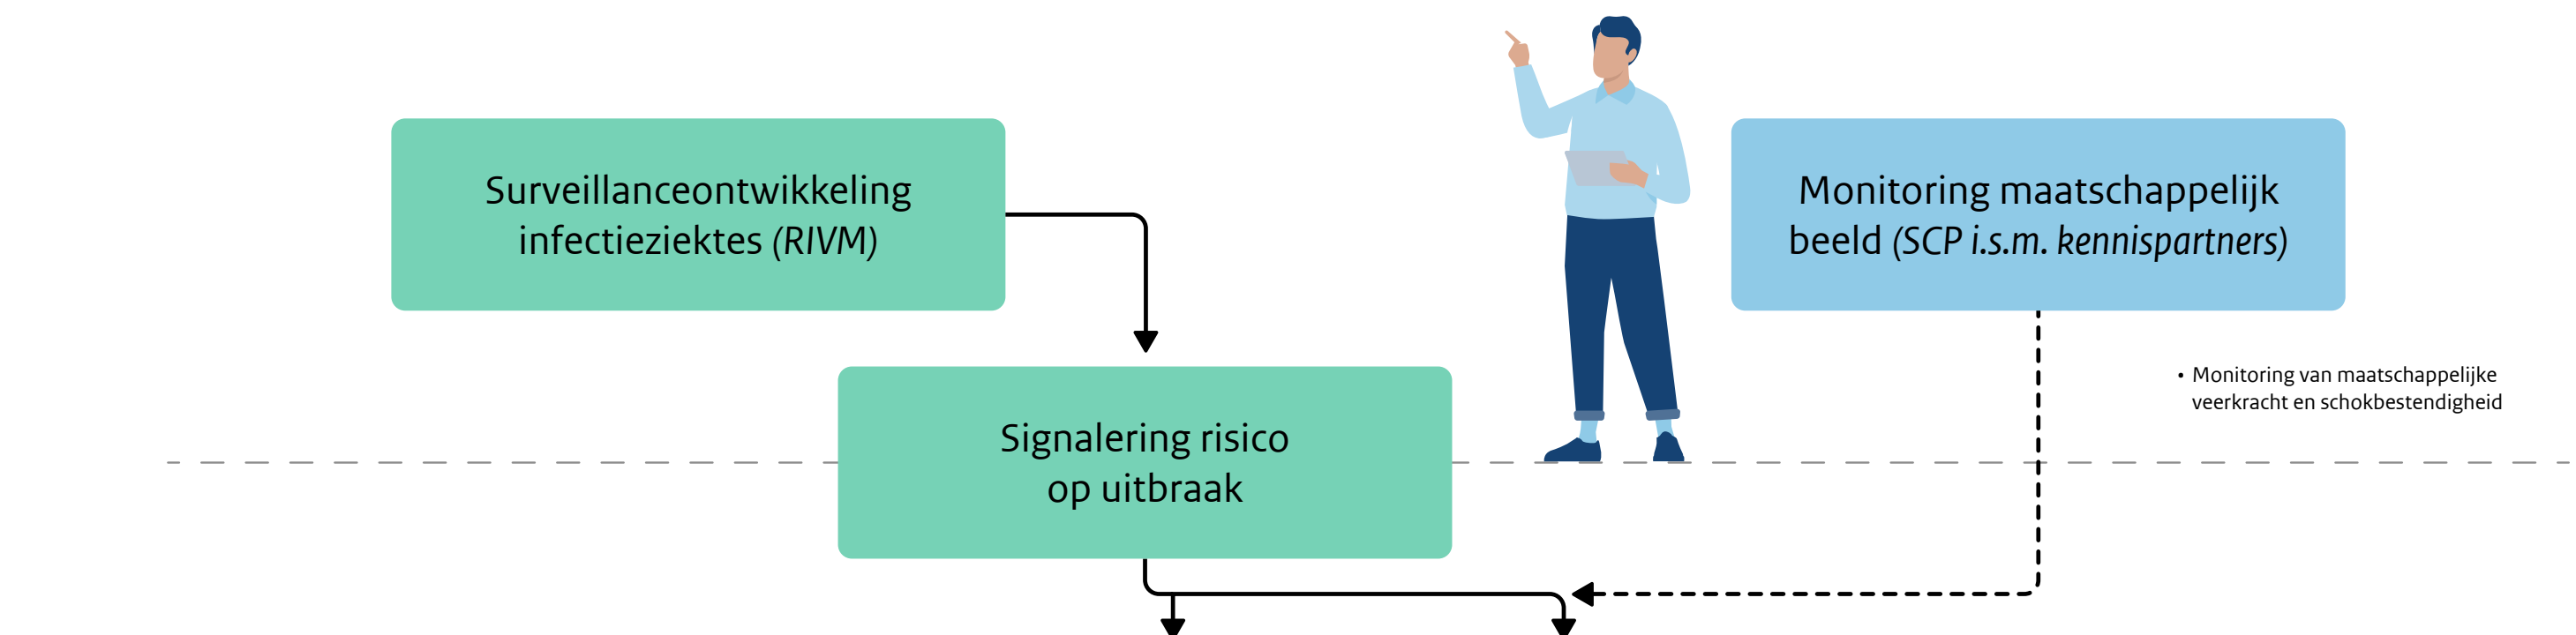 Surveillanceontwikkeling
infectieziektes (RIVM)
Monitoring maatschappelijk
beeld (SCP i.s.m. kennispartners)
• Monitoring van maatschappelijke
veerkracht en schokbestendigheid
Signalering risico
op uitbraak